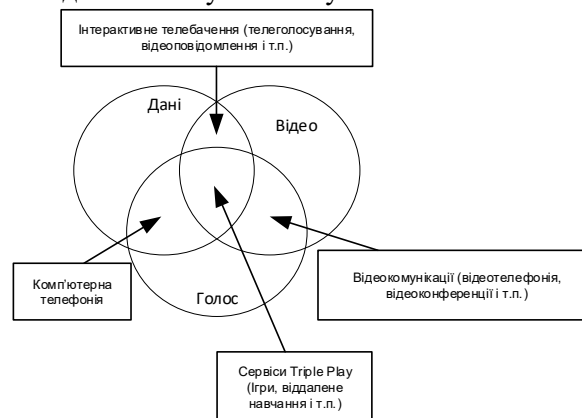 Інтерактивне телебачення (телеголосування,
відеоповідомлення і т.п.)
Дані
Відео
Комп'ютерна
телефонія
Голос
Відеокомунікації (відеотелефонія,
відеоконференції і т.п.)
Сервіси Triple Play
(Ігри, віддалене
навчання і т.п.)